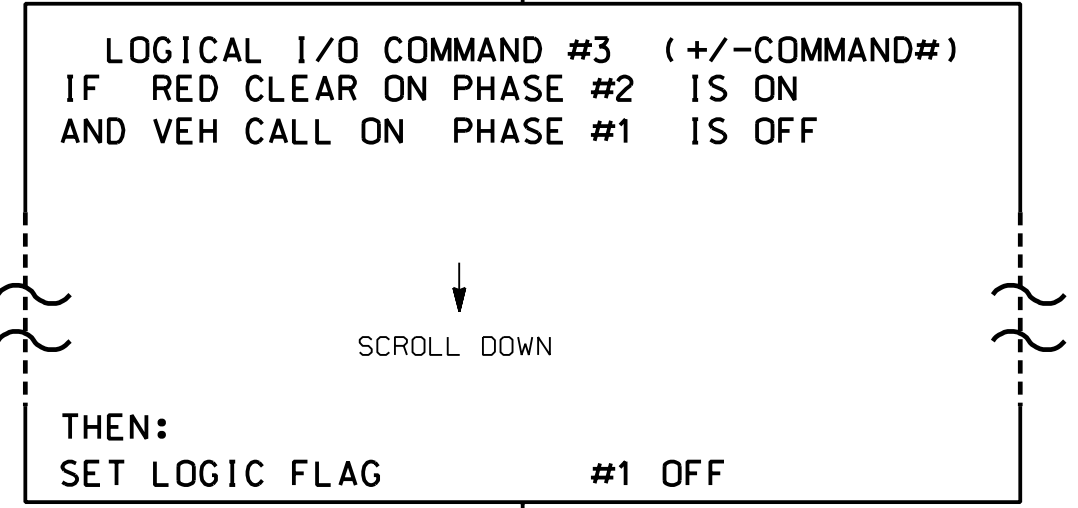 LOGICAL I/O COMMAND #3 (+/-COMMAND#)
IF RED CLEAR ON PHASE #2 IS ON
AND VEH CALL ON PHASE #1 IS OFF
SCROLL DOWN
THEN:
SET LOGIC FLAG #1 OFF